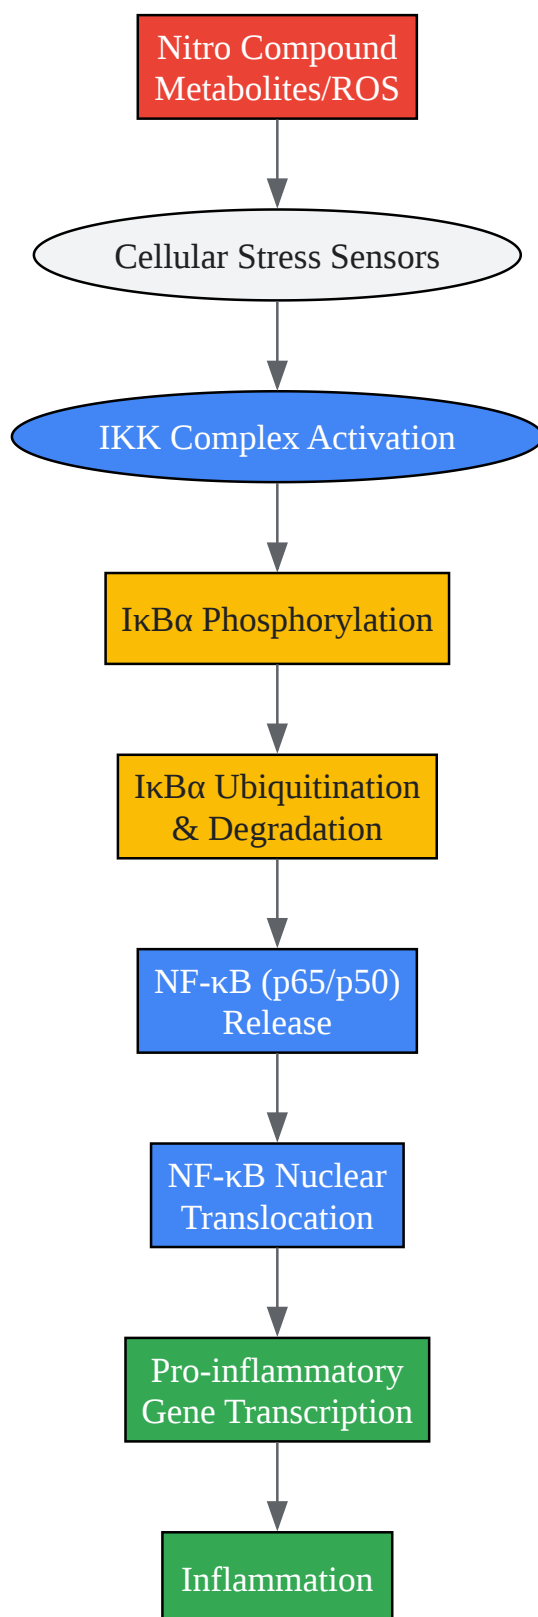 Nitro Compound
Metabolites/ROS
Cellular Stress Sensors
IKK Complex Activation
IκBα Phosphorylation
IκBα Ubiquitination
& Degradation
NF-κB (p65/p50)
Release
NF-κB Nuclear
Translocation
Pro-inflammatory
Gene Transcription
Inflammation